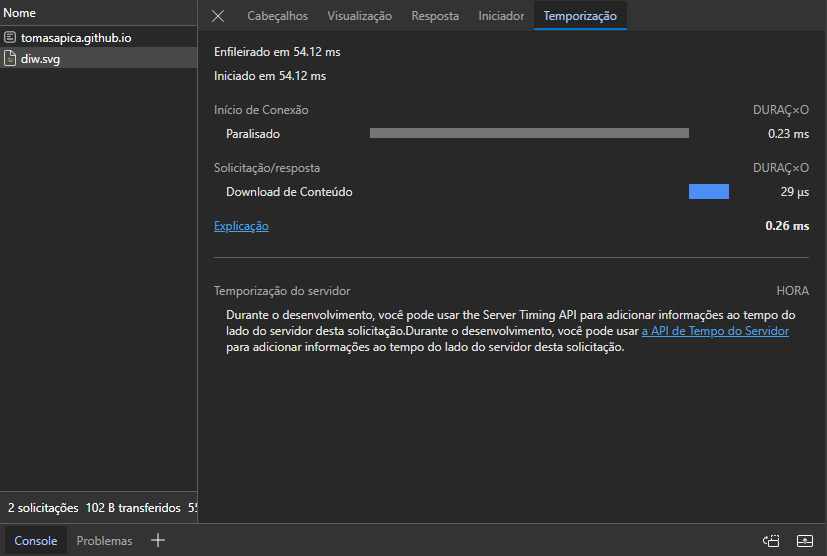 Nome
Cabeçalhos Visualização Resposta Iniciador Temporização
tomasapica.github.io
diw.svg
Enfileirado em 54.12 ms
Iniciado em 54.12 ms
Início de Conexão DURAÇ×O
Paralisado 0.23 ms
Solicitação/resposta DURAÇ×O
Download de Conteúdo 29 µs
Explicação 0.26 ms
Temporização do servidor HORA
Durante o desenvolvimento, você pode usar the Server Timing API para adicionar informações ao tempo do
lado do servidor desta solicitação.Durante o desenvolvimento, você pode usar a API de Tempo do Servidor
para adicionar informações ao tempo do lado do servidor desta solicitação.
2 solicitações 102 B transferidos
Console Problemas